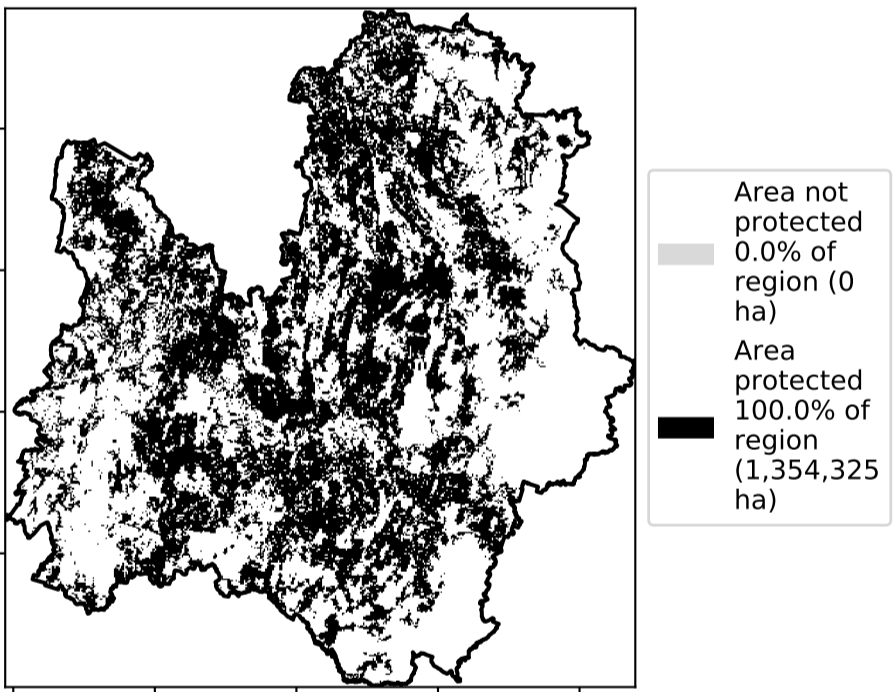 Area not
protected
0.0% of
region (0
ha)
Area
protected
100.0% of
region
(1,354,325
ha)